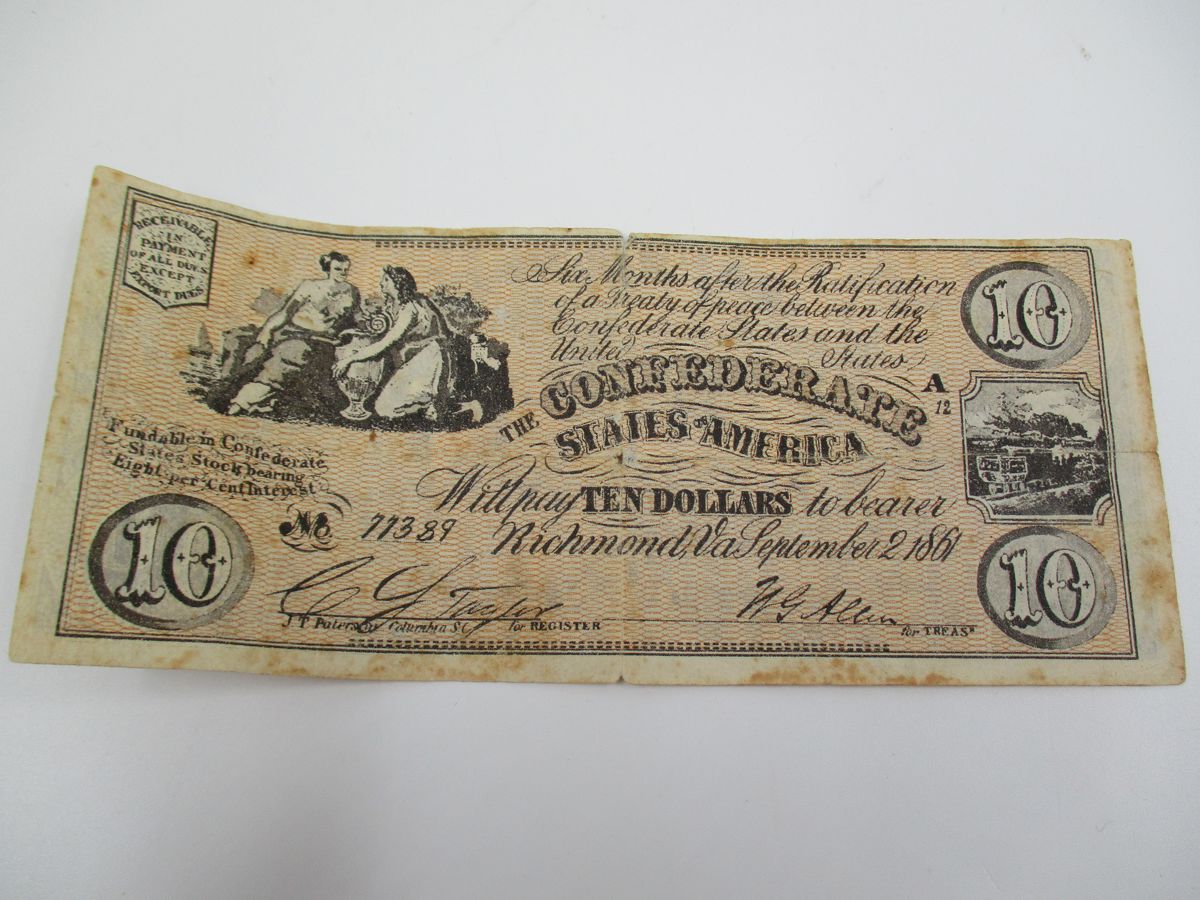 RECEIVABLE
IN
PAYMENT
OF ALL DUES
EXCEPT
EXPORT DUES
Six Months after the Ratification
of a Treaty of peace between the
Confederate States and the
United States,
10
A
12
THE CONFEDERATE
STATES OF AMERICA
Fundable in Confederate
States Stock bearing
Eight per Cent Interest
Will pay TEN DOLLARS to bearer
No. 77389
Richmond, Va September 2 1861
10
10
C Taylor
W G Allen
J T Paterson Columbia S C for REGISTER
for TREASR